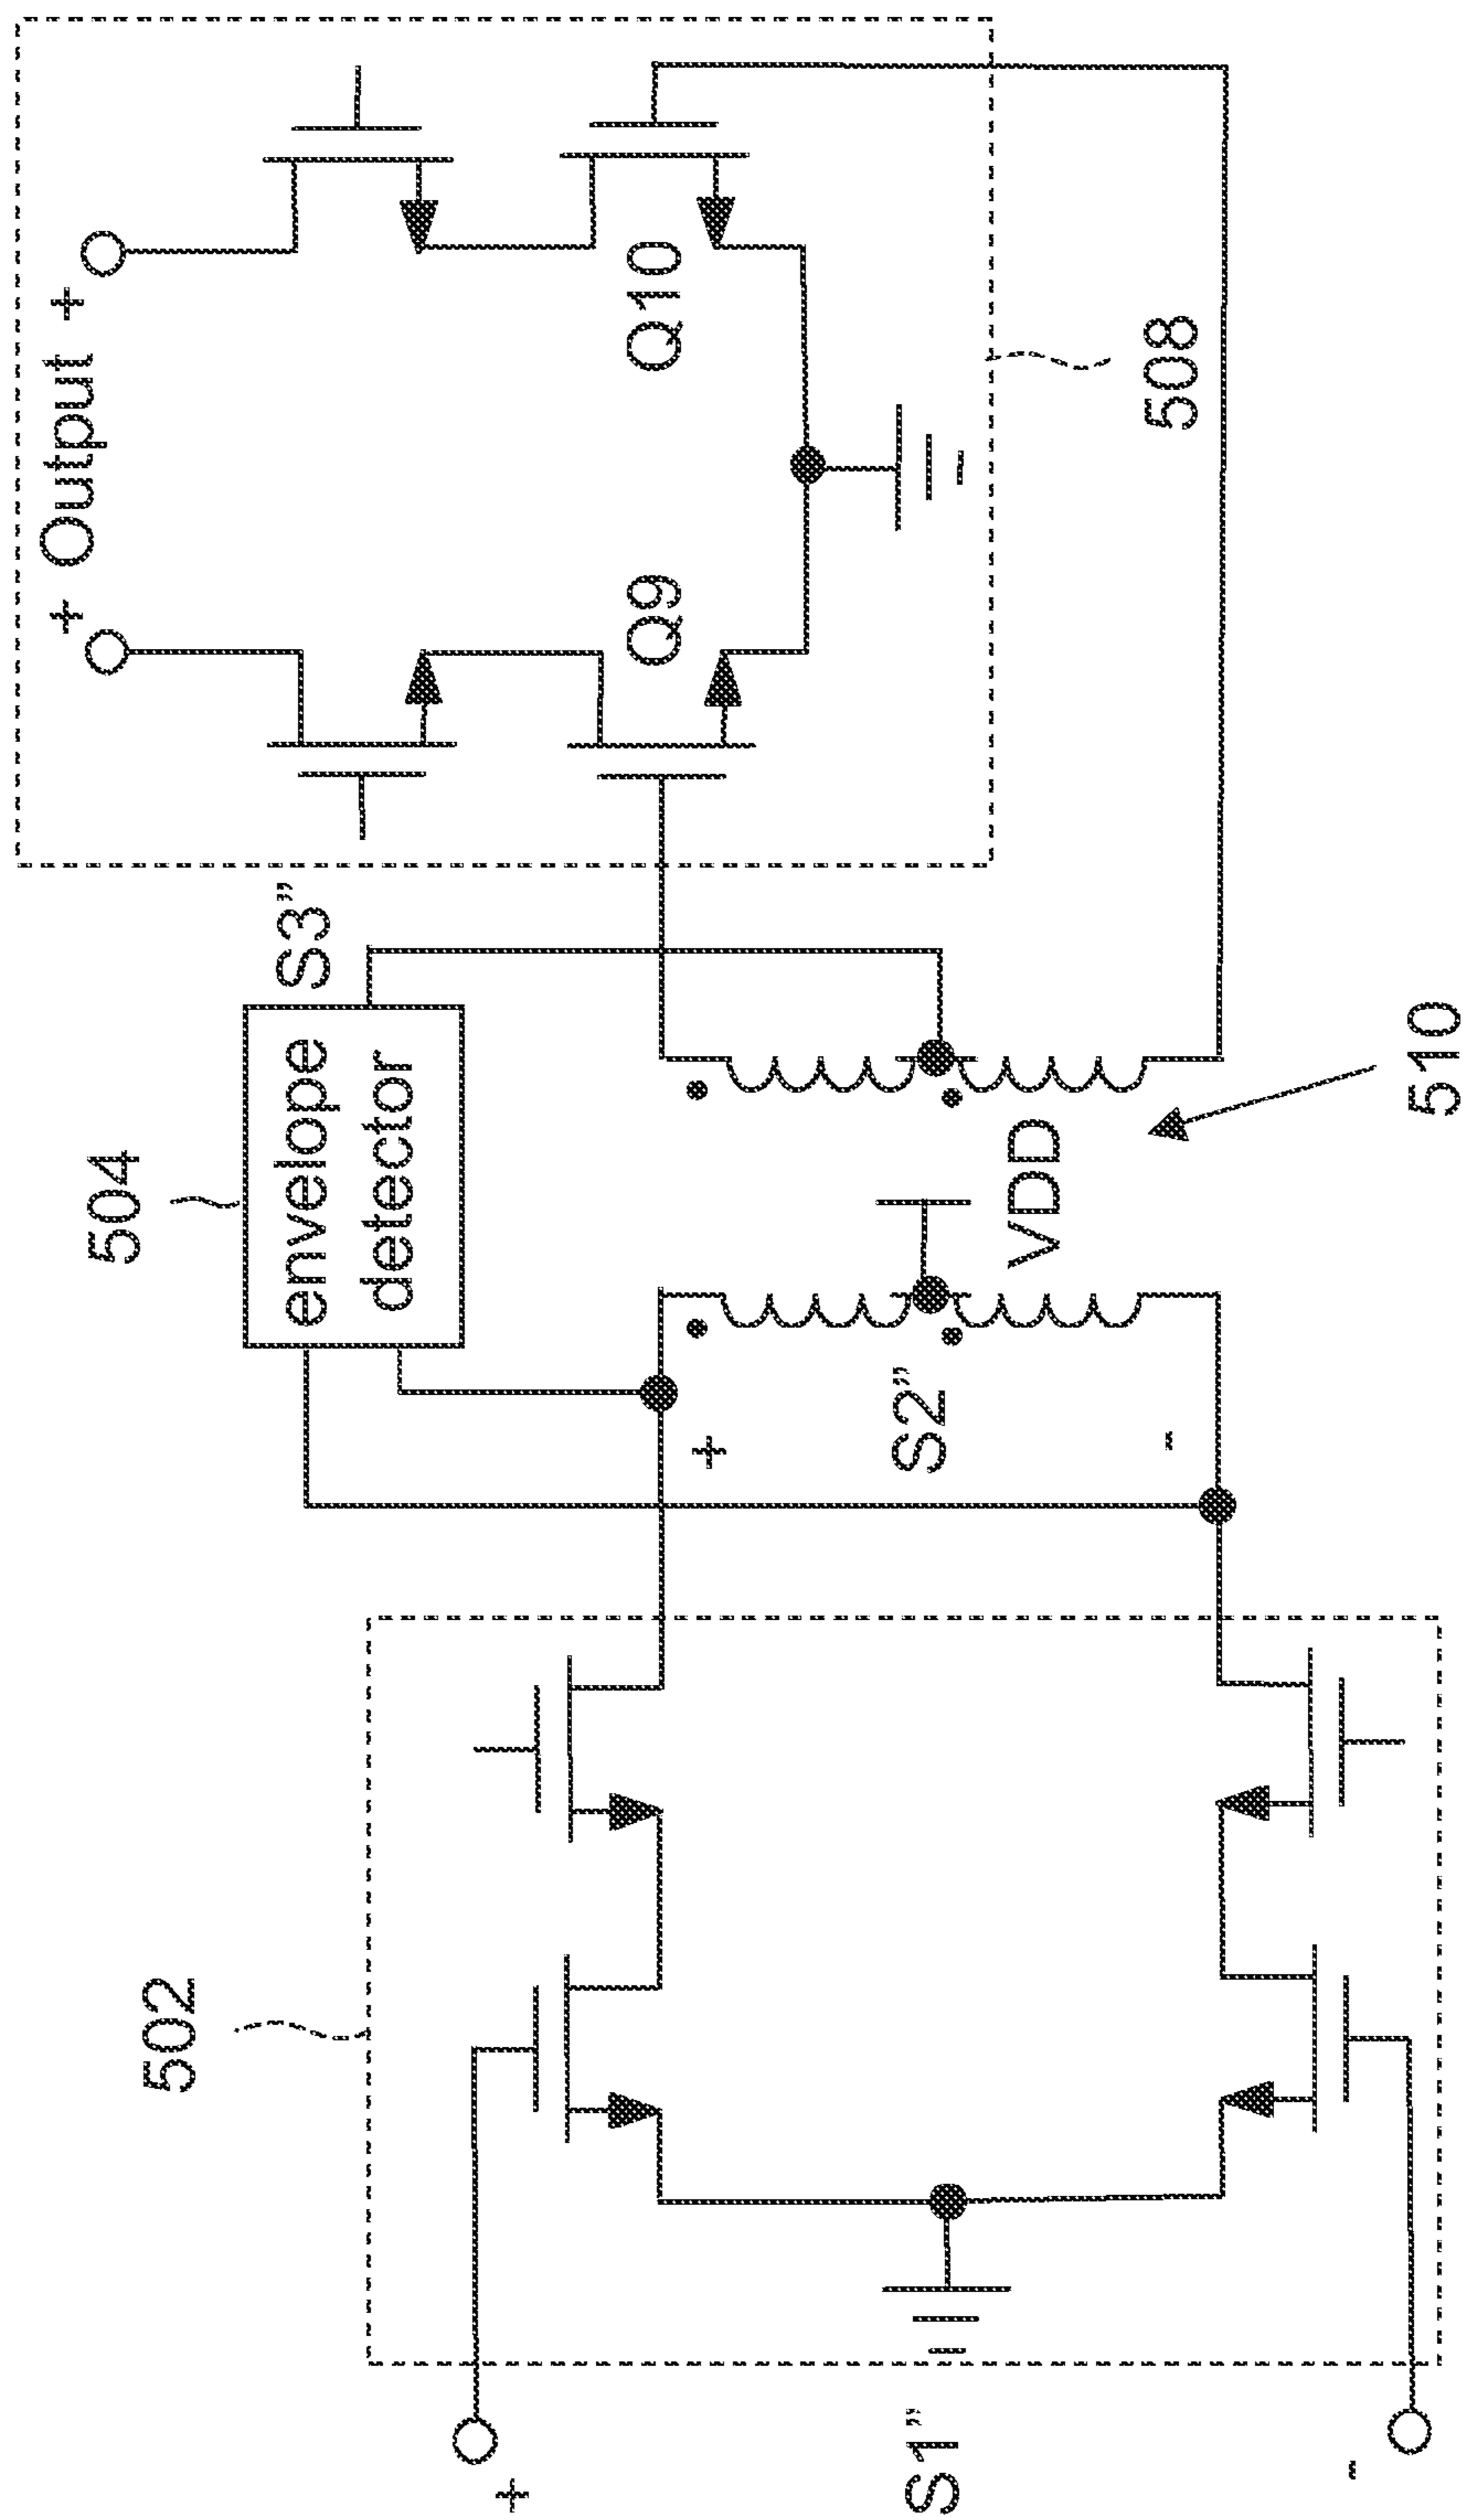 502
504
envelope
detector
S3”
+ Output +
Q9
Q10
508
+
S1”
-
+
S2”
-
VDD
510